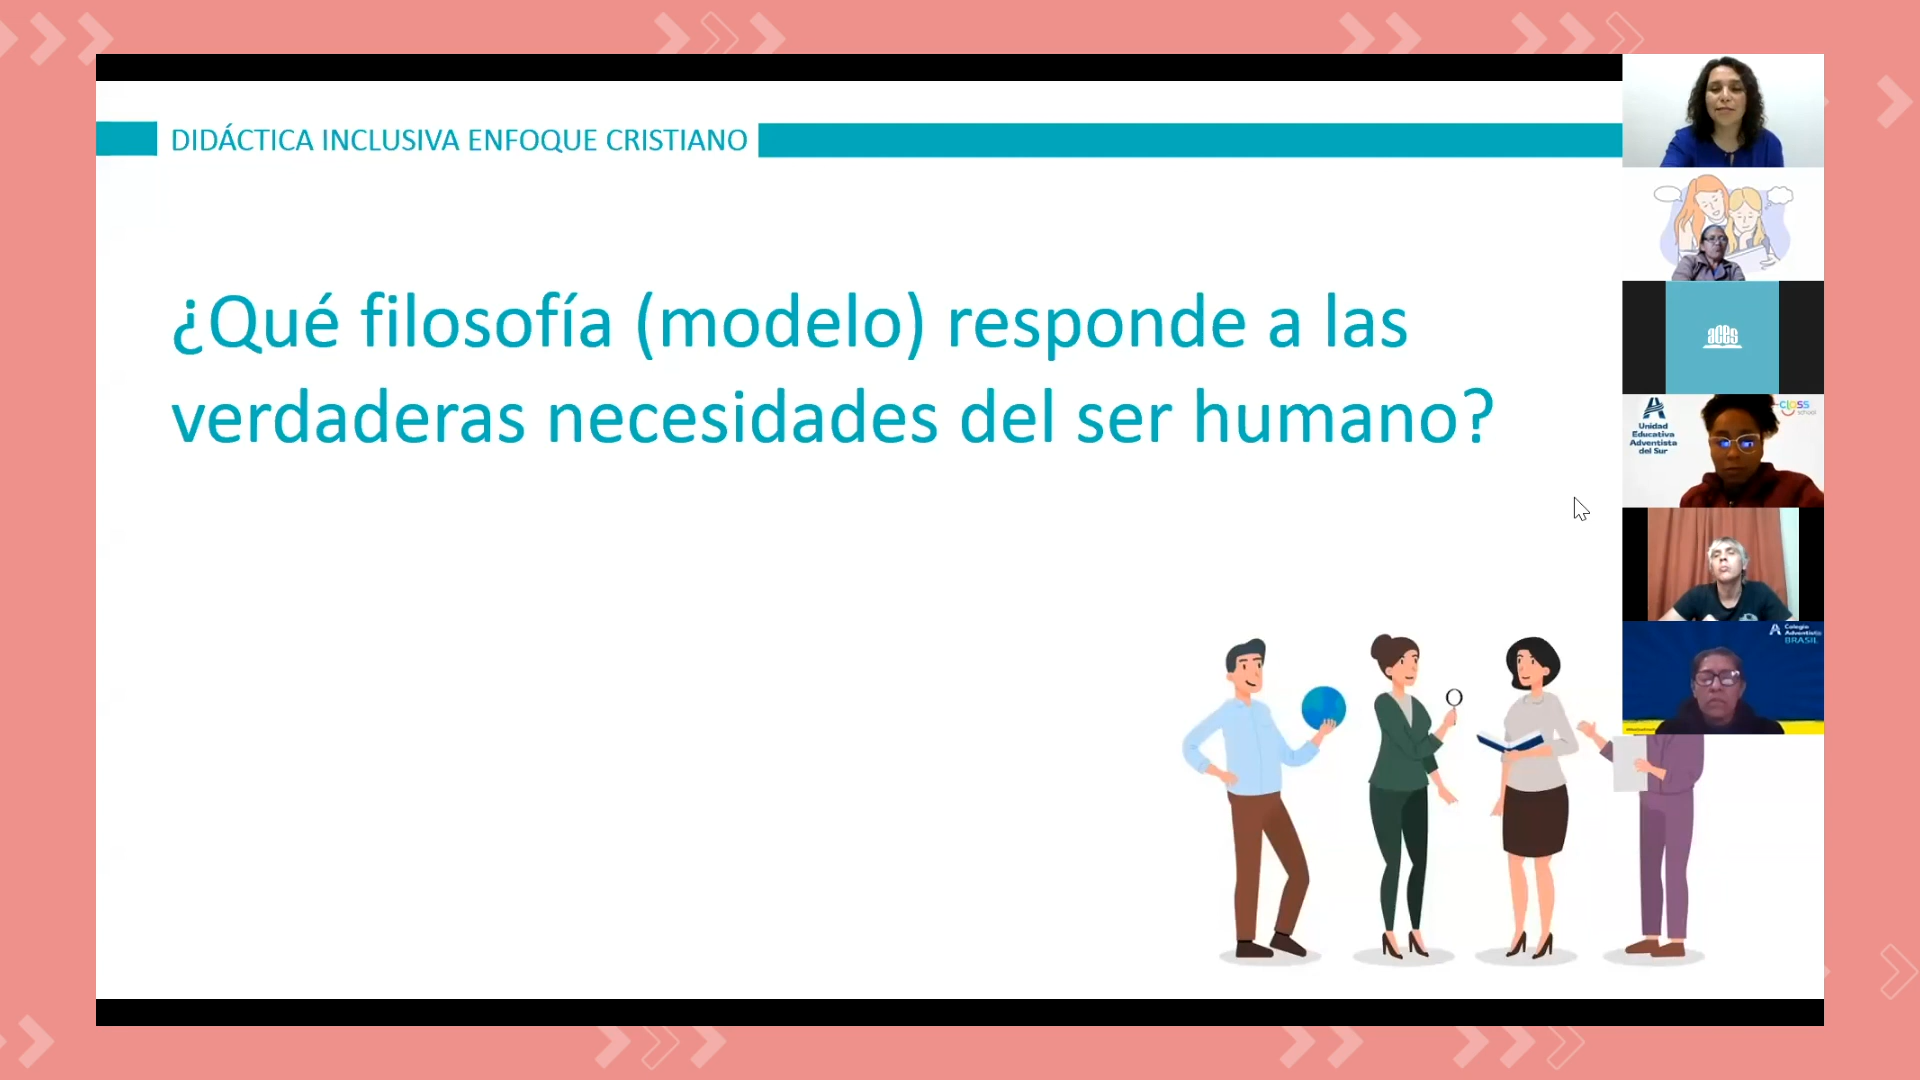 DIDÁCTICA INCLUSIVA ENFOQUE CRISTIANO
¿Qué filosofía (modelo) responde a las
verdaderas necesidades del ser humano?
aces
Unidad
Educativa
Adventista
del Sur
class
school
Colegio
Adventista
BRASIL